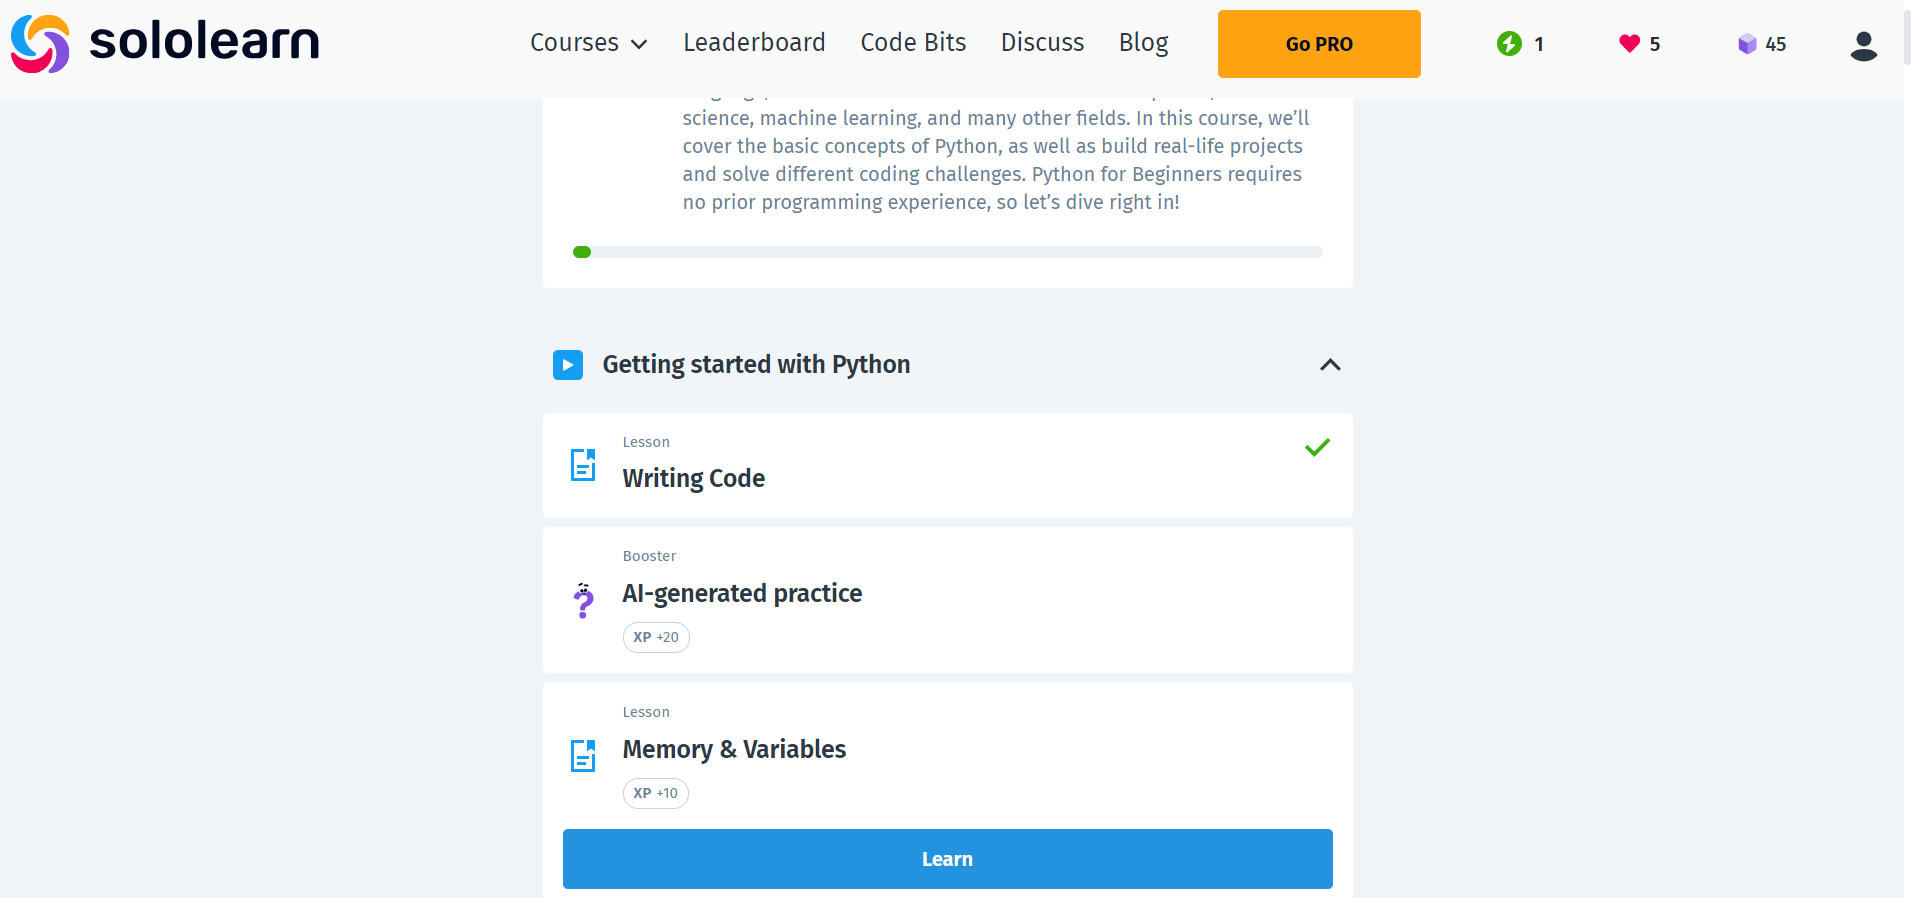 sololearn
Courses Leaderboard Code Bits Discuss Blog Go PRO 1 5 45
science, machine learning, and many other fields. In this course, we’ll
cover the basic concepts of Python, as well as build real-life projects
and solve different coding challenges. Python for Beginners requires
no prior programming experience, so let’s dive right in!
Getting started with Python
Lesson
Writing Code
Booster
AI-generated practice
XP +20
Lesson
Memory & Variables
XP +10
Learn